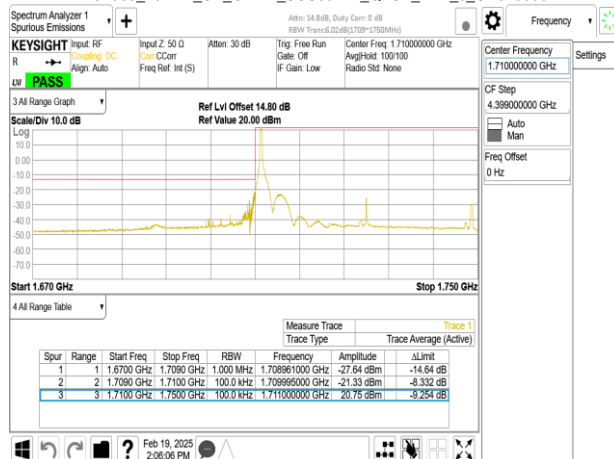 Spectrum Analyzer 1
Spurious Emissions
Attn: 14.8dB, Duty Corr: 0 dB
RBW Trans:6.02dB(1709~1750MHz)
Frequency
KEYSIGHT
R
LXI
PASS
Input: RF
Coupling: DC
Align: Auto
Input Z: 50 Ω
Corr CCorr
Freq Ref: Int (S)
Atten: 30 dB
Trig: Free Run
Gate: Off
IF Gain: Low
Center Freq: 1.710000000 GHz
Avg|Hold: 100/100
Radio Std: None
Center Frequency
1.710000000 GHz
Settings
CF Step
4.399000000 GHz
Auto
Man
Freq Offset
0 Hz
3 All Range Graph
Scale/Div 10.0 dB
Ref Lvl Offset 14.80 dB
Ref Value 20.00 dBm
Log
10.0
0.00
-10.0
-20.0
-30.0
-40.0
-50.0
-60.0
-70.0
Start 1.670 GHz
Stop 1.750 GHz
4 All Range Table
Measure Trace Trace 1
Trace Type Trace Average (Active)
Spur Range Start Freq Stop Freq RBW Frequency Amplitude ΔLimit
1 1 1.6700 GHz 1.7090 GHz 1.000 MHz 1.708961000 GHz -27.64 dBm -14.64 dB
2 2 1.7090 GHz 1.7100 GHz 100.0 kHz 1.709995000 GHz -21.33 dBm -8.332 dB
3 3 1.7100 GHz 1.7500 GHz 100.0 kHz 1.711000000 GHz 20.75 dBm -9.254 dB
?
Feb 19, 2025
2:06:06 PM